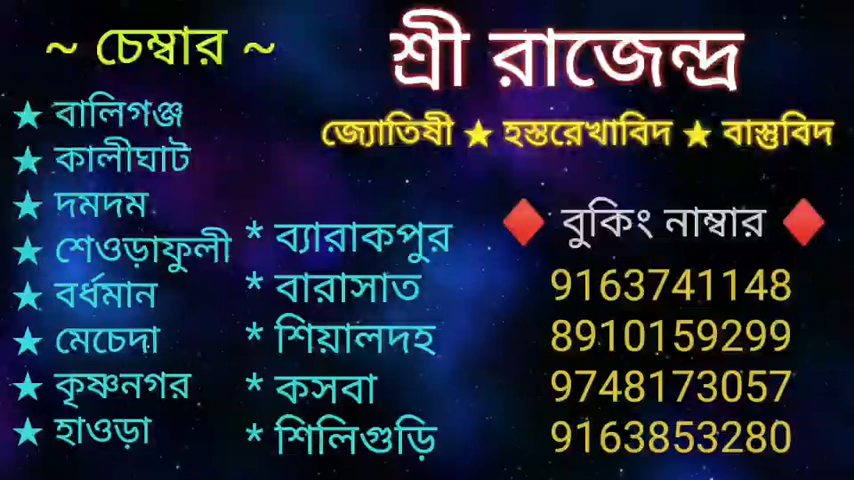 ~ চেম্বার ~
★ বালিগঞ্জ
★ কালীঘাট
★ দমদম
★ শেওড়াফুলী
★ বর্ধমান
★ মেচেদা
★ কৃষ্ণনগর
★ হাওড়া
* ব্যারাকপুর
* বারাসাত
* শিয়ালদহ
* কসবা
* শিলিগুড়ি
শ্রী রাজেন্দ্র
জ্যোতিষী ★ হস্তরেখাবিদ ★ বাস্তুবিদ
♦ বুকিং নাম্বার ♦
9163741148
8910159299
9748173057
9163853280